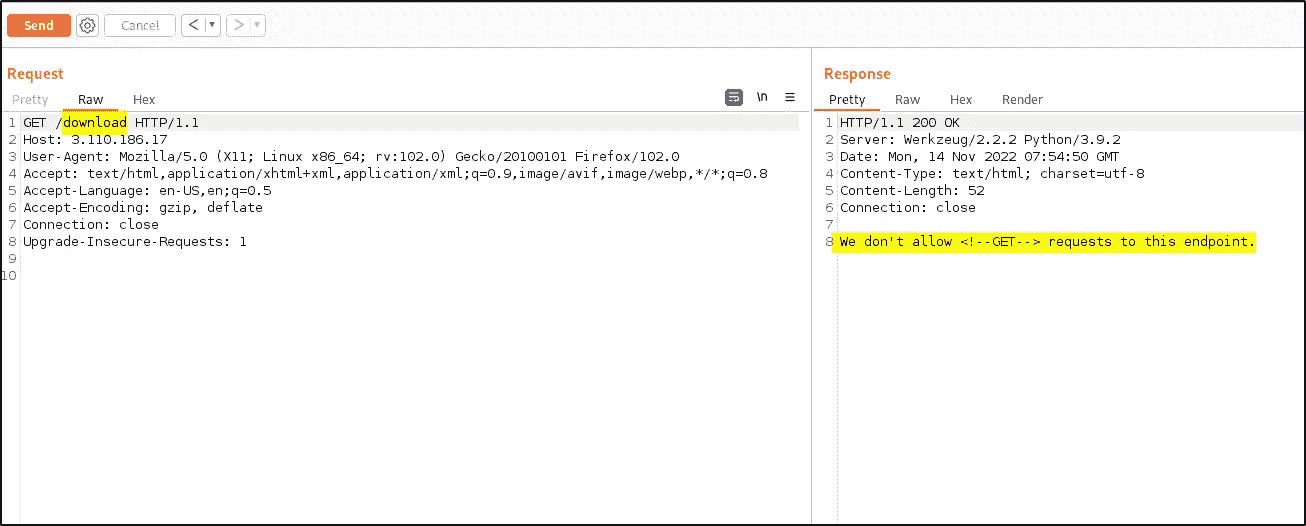 Send Cancel < >
Request
Pretty Raw Hex \n
1 GET /download HTTP/1.1
2 Host: 3.110.186.17
3 User-Agent: Mozilla/5.0 (X11; Linux x86_64; rv:102.0) Gecko/20100101 Firefox/102.0
4 Accept: text/html,application/xhtml+xml,application/xml;q=0.9,image/avif,image/webp,*/*;q=0.8
5 Accept-Language: en-US,en;q=0.5
6 Accept-Encoding: gzip, deflate
7 Connection: close
8 Upgrade-Insecure-Requests: 1
9
10
Response
Pretty Raw Hex Render
1 HTTP/1.1 200 OK
2 Server: Werkzeug/2.2.2 Python/3.9.2
3 Date: Mon, 14 Nov 2022 07:54:50 GMT
4 Content-Type: text/html; charset=utf-8
5 Content-Length: 52
6 Connection: close
7
8 We don't allow <!--GET--> requests to this endpoint.